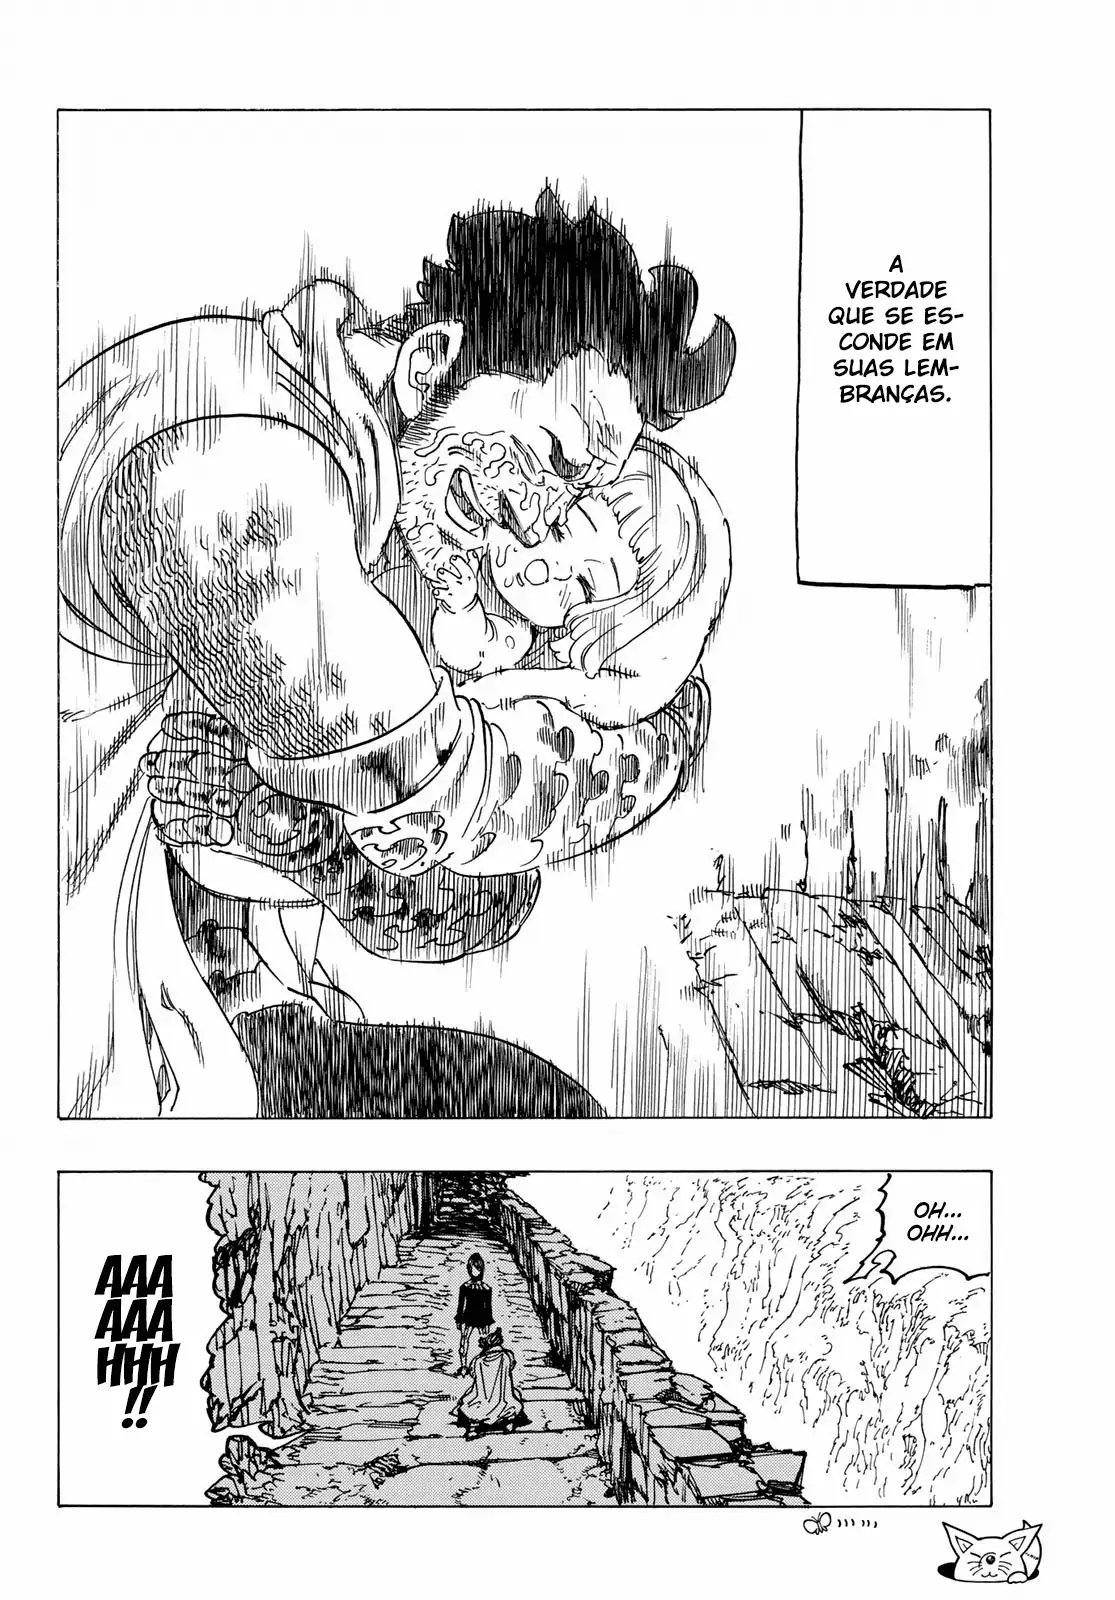 A
VERDADE
QUE SE ES-
CONDE EM
SUAS LEM-
BRANÇAS.
OH...
OHH...
AAA
AAA
HHH
!!